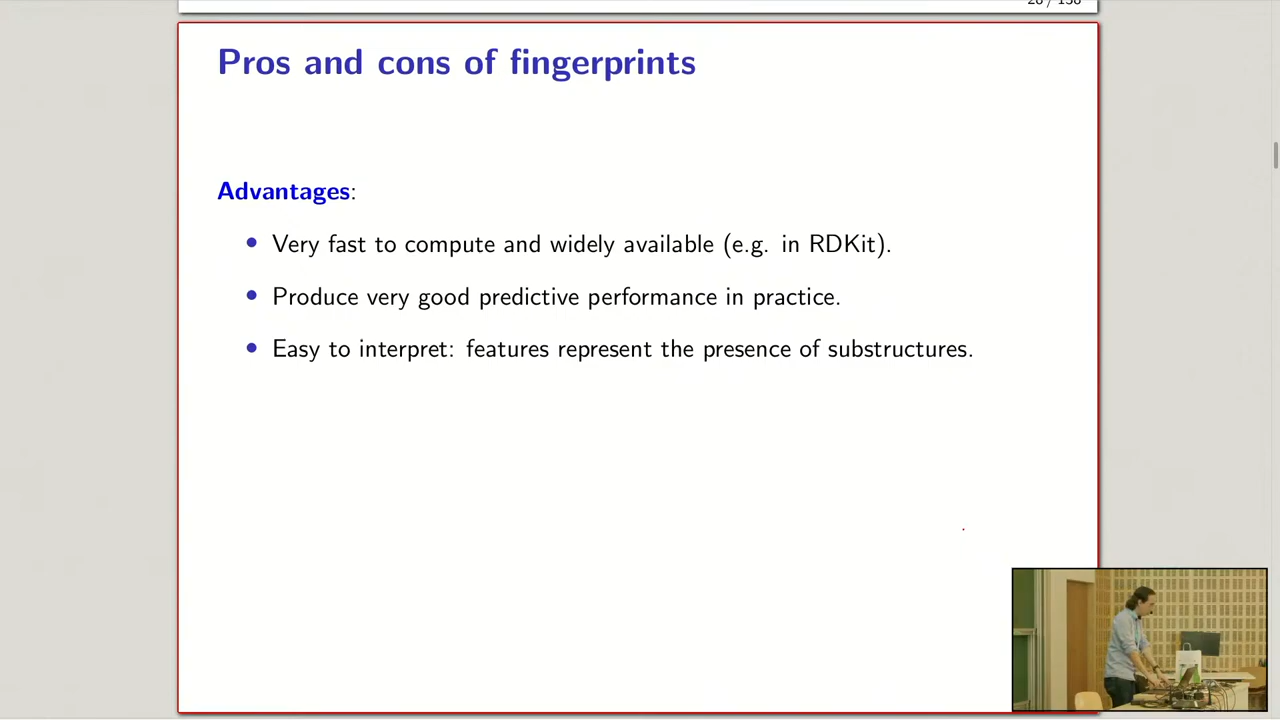 Pros and cons of fingerprints
Advantages:
• Very fast to compute and widely available (e.g. in RDKit).
• Produce very good predictive performance in practice.
• Easy to interpret: features represent the presence of substructures.